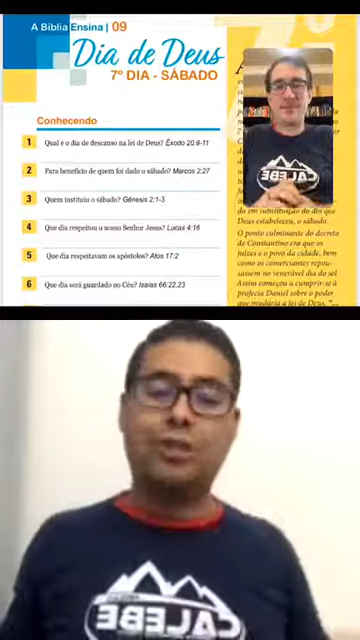 A Bíblia Ensina | 09
Dia de Deus
7º DIA - SÁBADO
Conhecendo
1 Qual é o dia de descanso na lei de Deus? Êxodo 20:8-11
2 Para benefício de quem foi dado o sábado? Marcos 2:27
3 Quem instituiu o sábado? Gênesis 2:1-3
4 Que dia respeitou o nosso Senhor Jesus? Lucas 4:16
5 Que dia respeitavam os apóstolos? Atos 17:2
6 Que dia será guardado no Céu? Isaías 66:22,23
CALEBE
em substituição do dia que
Deus estabeleceu, o sábado.
O ponto culminante do decreto
de Constantino era que os
juízes e o povo da cidade, bem
como os comerciantes repou-
sassem no venerável dia do sol
Assim começou a cumprir-se a
profecia Daniel sobre o poder
que mudaria a lei de Deus, "...
CALEBE